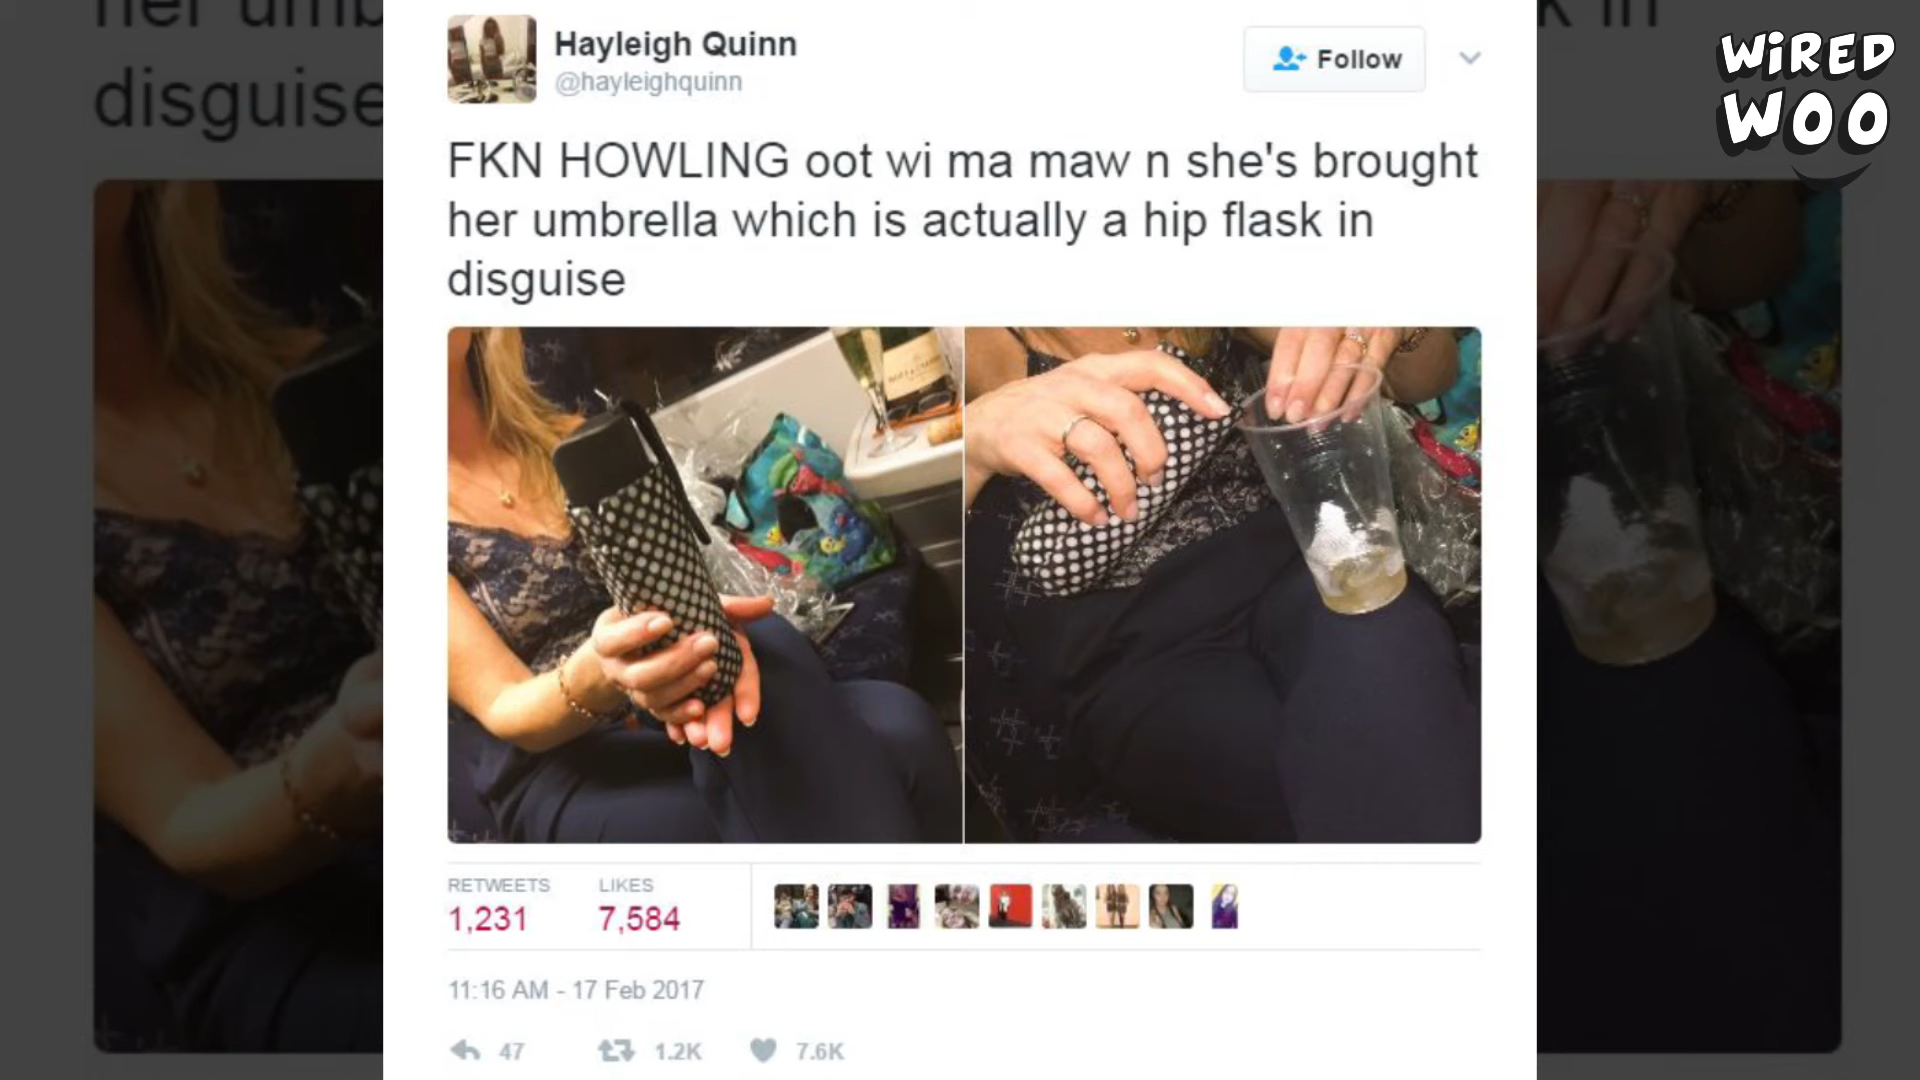 Hayleigh Quinn
@hayleighquinn
Follow
FKN HOWLING oot wi ma maw n she's brought
her umbrella which is actually a hip flask in
disguise
RETWEETS
LIKES
1,231
7,584
11:16 AM - 17 Feb 2017
47
1.2K
7.6K
WiRED
WOO
disguise
in